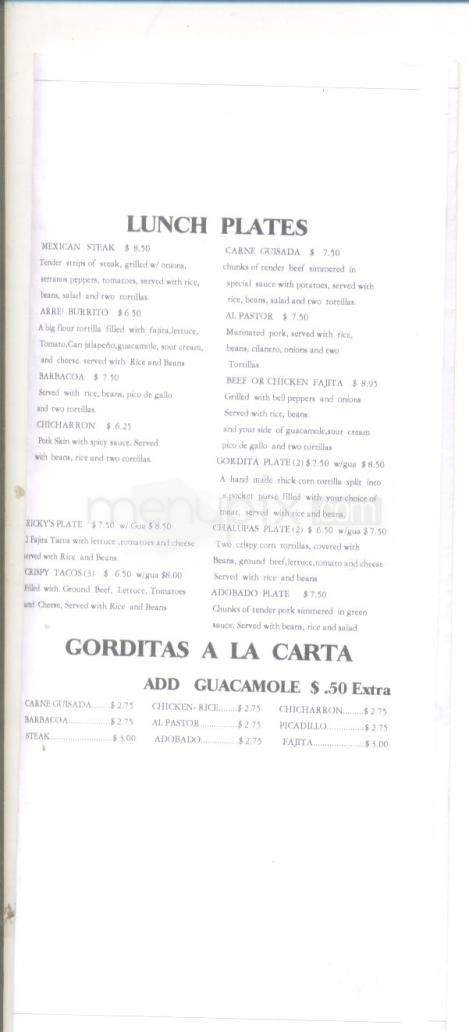 LUNCH PLATES
MEXICAN STEAK $ 8.50
Tender strips of steak, grilled w/ onions,
serranos peppers, tomatoes, served with rice,
beans, salad and two tortillas.
ARRE! BURRITO $ 6.50
A big flour tortilla filled with fajita,lettuce,
Tomato,Can jalapeño,guacamole, sour cream,
and cheese. served with Rice and Beans
BARBACOA $ 7.50
Served with rice, beans, pico de gallo
and two tortillas.
CHICHARRON $ 6.25
Pork Skin with spicy sauce. Served
with beans, rice and two tortillas
RICKY'S PLATE $ 7.50 w/ Gua $ 8.50
2 Fajita Tacos with lettuce ,tomatoes and cheese
served with Rice and Beans.
CRISPY TACOS (3) $ 6.50 w/gua $8.00
Filled with Ground Beef, Lettuce, Tomatoes
and Cheese, Served with Rice and Beans
CARNE GUISADA $ 7.50
chunks of tender beef simmered in
special sauce with potatoes, served with
rice, beans, salad and two tortillas.
AL PASTOR $ 7.50
Marinated pork, served with rice,
beans, cilantro, onions and two
Tortillas
BEEF OR CHICKEN FAJITA $ 8.95
Grilled with bell peppers and onions
Served with rice, beans.
and your side of guacamole,sour cream
pico de gallo and two tortillas
GORDITA PLATE (2) $ 7.50 w/gua $ 8.50
A hand made thick corn tortilla split into
a pocket purse filled with your choice of
meat, served with rice and beans.
menupix.com
CHALUPAS PLATE (2) $ 6.50 w/gua $ 7.50
Two crispy corn tortillas, covered with
Beans, ground beef,lettuce,tomato and cheese
Served with rice and beans
ADOBADO PLATE $ 7.50
Chunks of tender pork simmered in green
sauce. Served with beans, rice and salad
GORDITAS A LA CARTA
ADD GUACAMOLE $ .50 Extra
CARNE GUISADA......$ 2.75 CHICKEN- RICE.......$ 2.75 CHICHARRON........$ 2.75
BARBACOA..............$ 2.75 AL PASTOR..............$ 2.75 PICADILLO..............$ 2.75
STEAK.......................$ 3.00 ADOBADO..............$ 2.75 FAJITA.....................$ 3.00